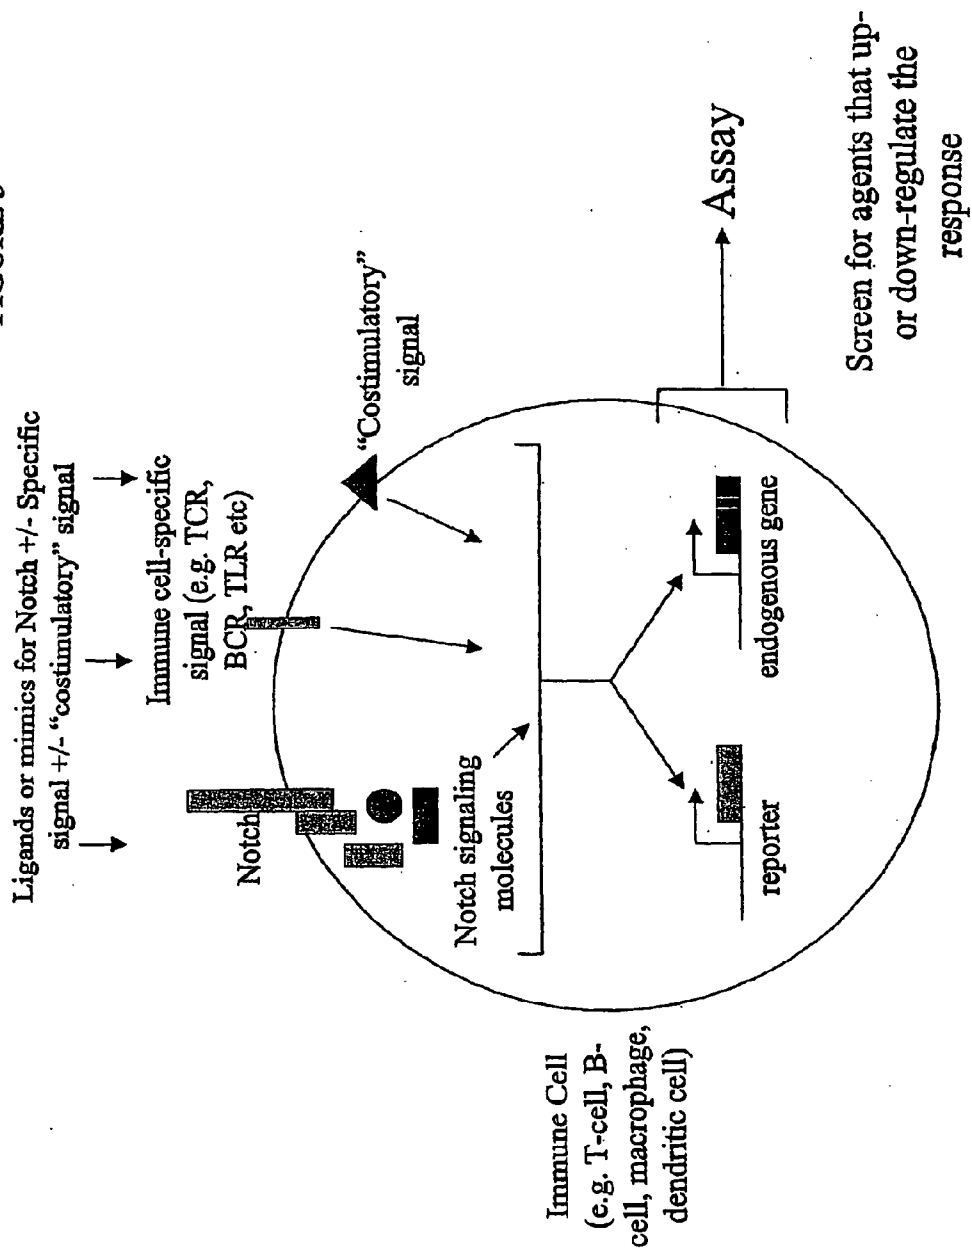 Ligands or mimics for Notch +/- Specific
signal +/- “costimulatory” signal
Immune cell-specific
signal (e.g. TCR,
BCR, TLR etc)
“Costimulatory”
signal
Notch
Notch signaling
molecules
Immune Cell
(e.g. T-cell, B-
cell, macrophage,
dendritic cell)
reporter
endogenous gene
Assay
Screen for agents that up-
or down-regulate the
response